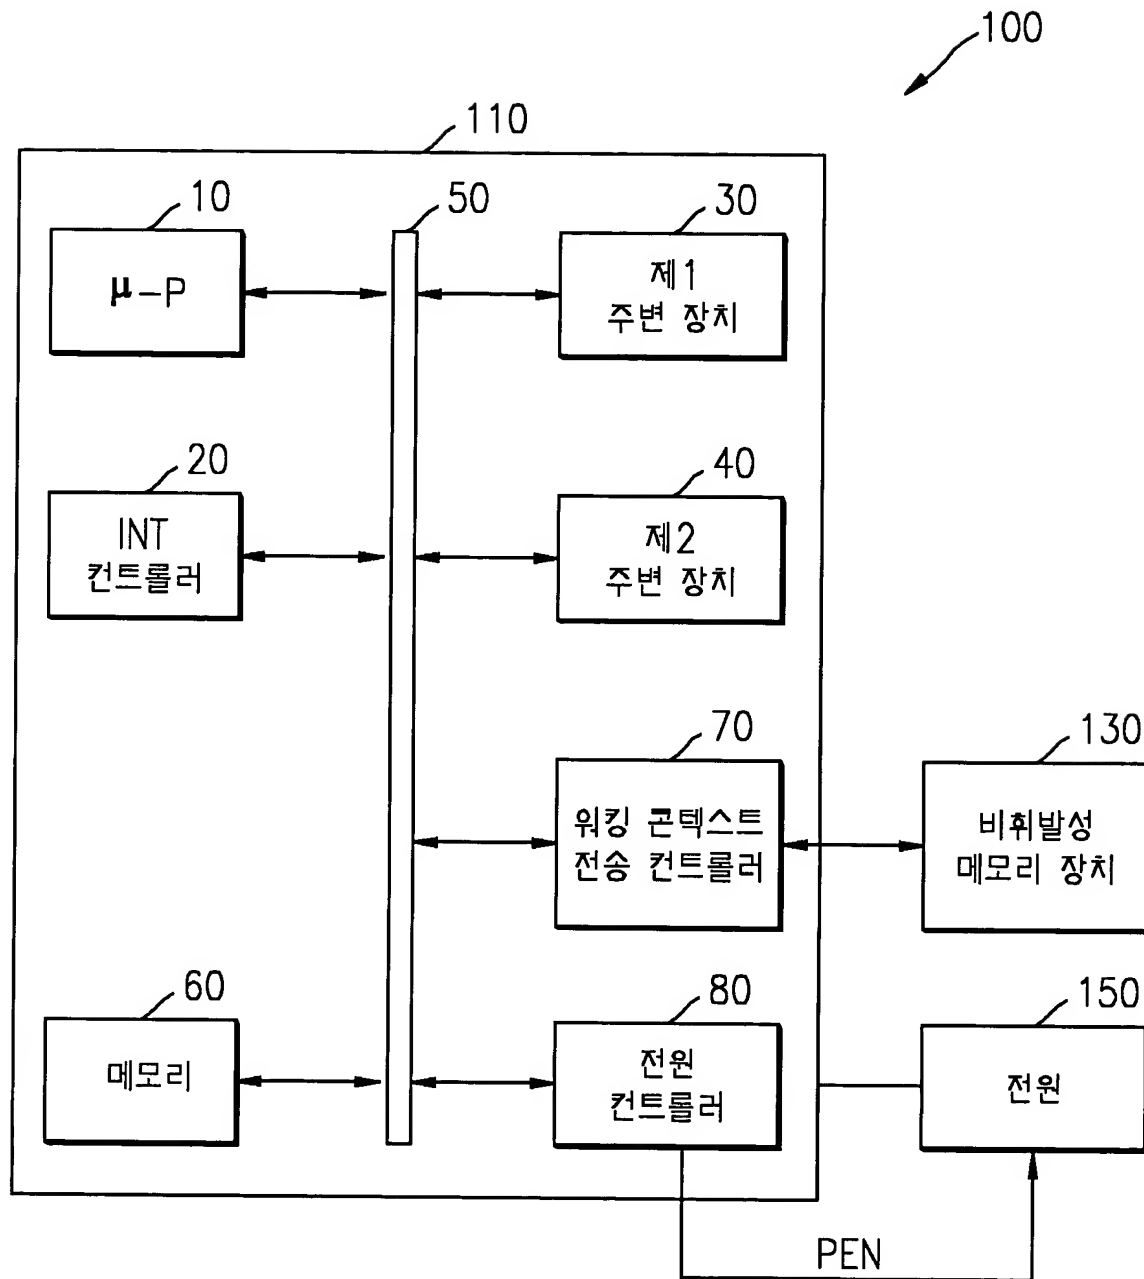 100
110
10
50
30
μ-P
제1
주변 장치
20
40
INT
컨트롤러
제2
주변 장치
70
130
워킹 콘텍스트
전송 컨트롤러
비휘발성
메모리 장치
60
80
150
메모리
전원
컨트롤러
전원
PEN